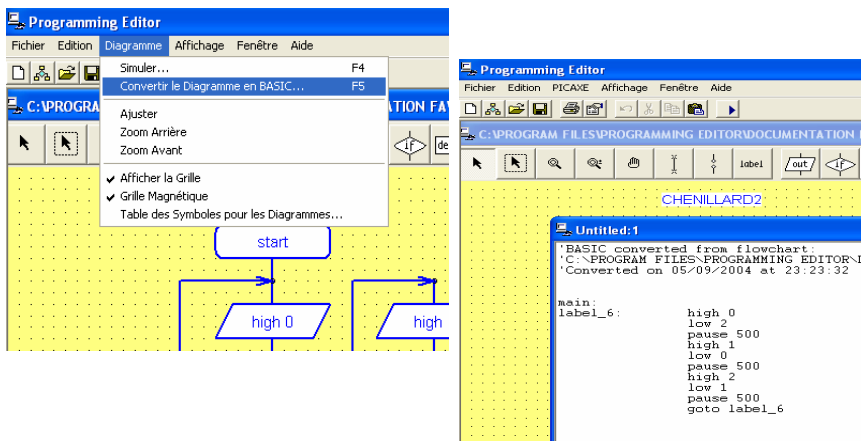 Programming Editor
Fichier Edition Diagramme Affichage Fenêtre Aide
Simuler... F4
Convertir le Diagramme en BASIC... F5
C:\PROGRA
TION FA
Ajuster
Zoom Arrière
Zoom Avant
if
de
Afficher la Grille
Grille Magnétique
Table des Symboles pour les Diagrammes...
start
high 0
high
Programming Editor
Fichier Edition PICAXE Affichage Fenêtre Aide
C:\PROGRAM FILES\PROGRAMMING EDITOR\DOCUMENTATION
label
out
if
CHENILLARD2
Untitled:1
'BASIC converted from flowchart:
'C:\PROGRAM FILES\PROGRAMMING EDITOR\
'Converted on 05/09/2004 at 23:23:32
main:
label_6: high 0
low 2
pause 500
high 1
low 0
pause 500
high 2
low 1
pause 500
goto label_6